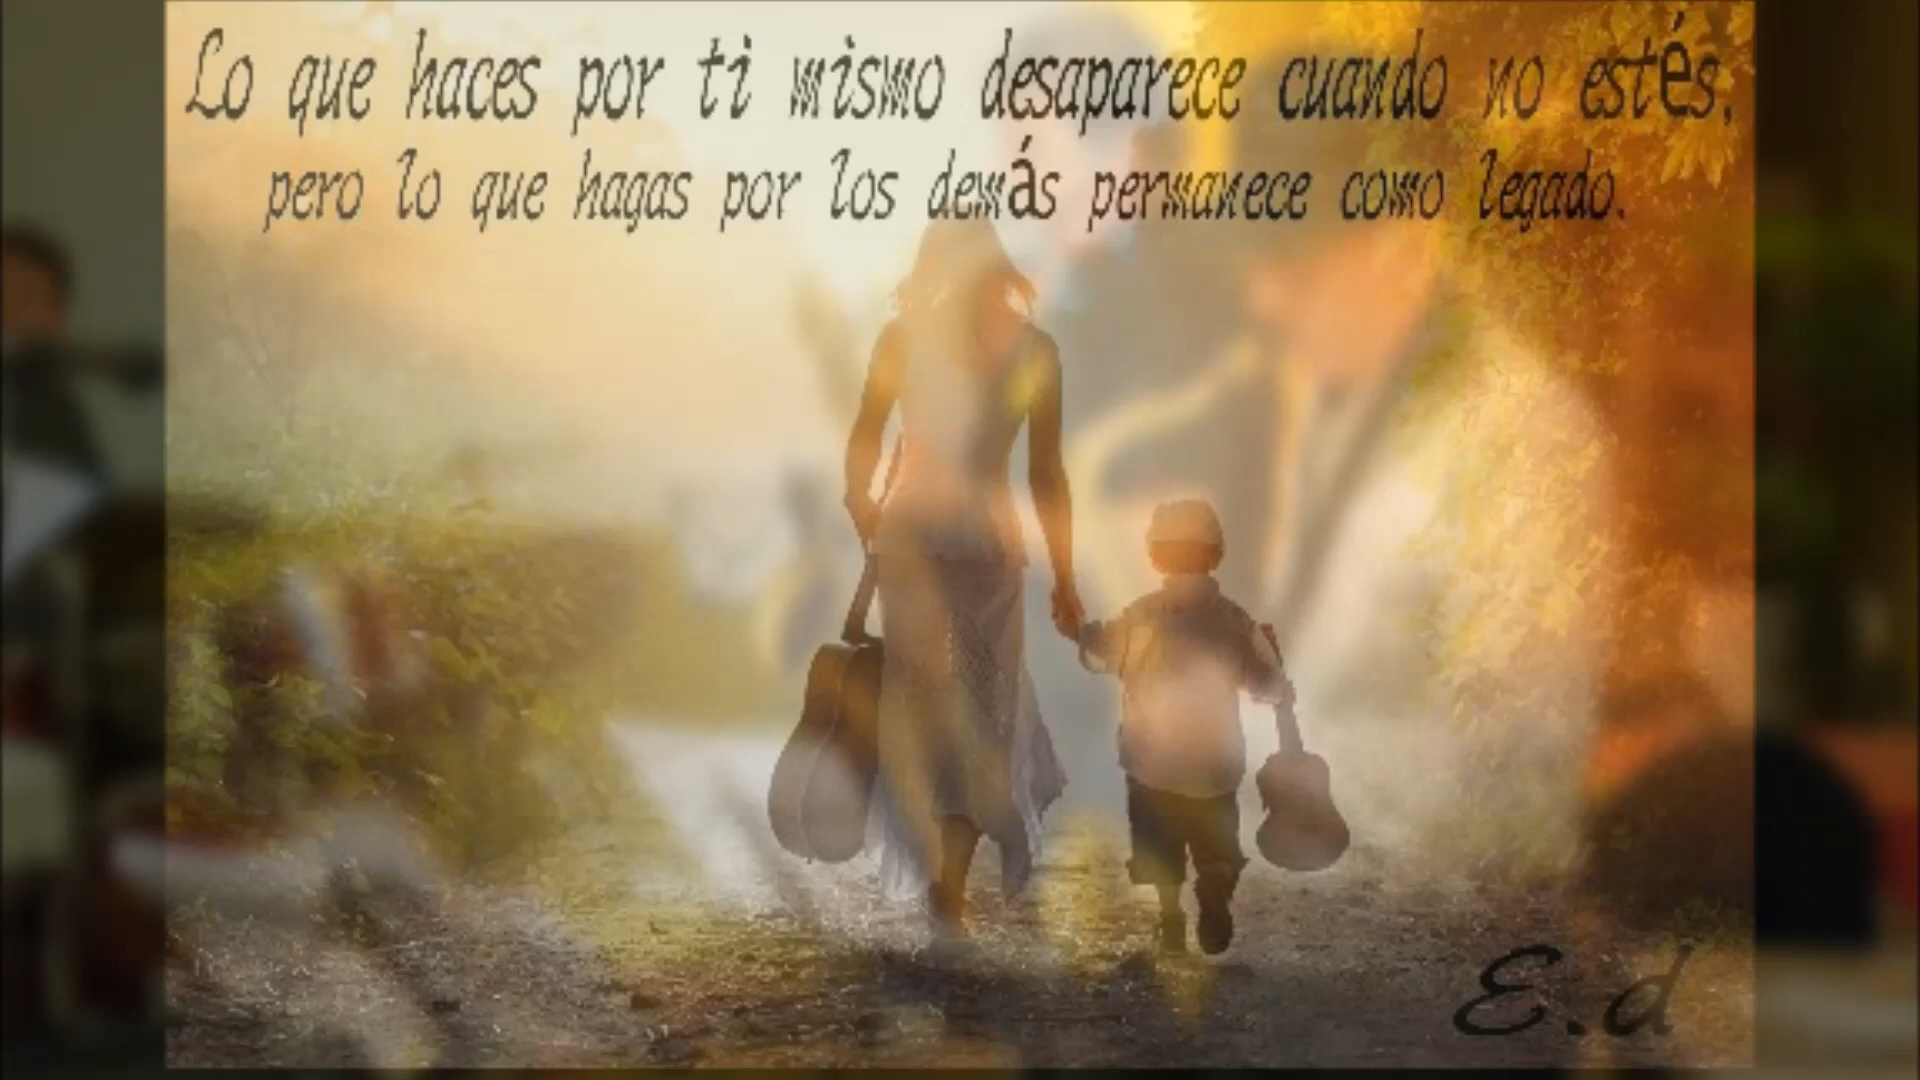 Lo que haces por ti mismo desaparece cuando no estés,
pero lo que hagas por los demás permanece como legado.
E.d